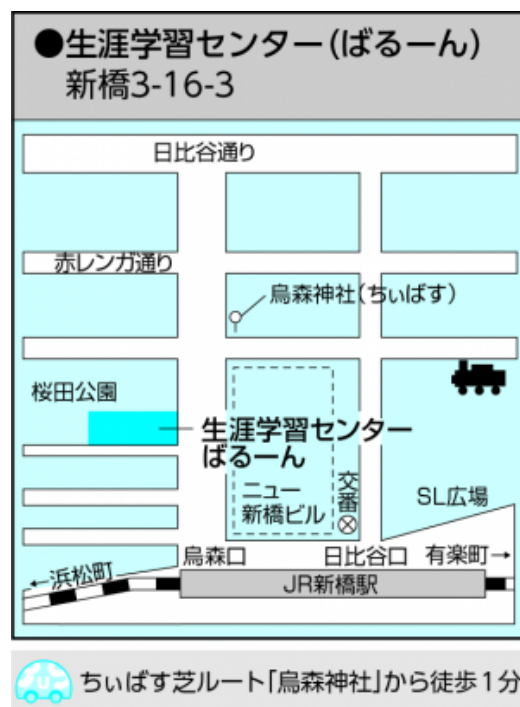 ●生涯学習センター(ばるーん)
新橋3-16-3
日比谷通り
赤レンガ通り
烏森神社(ちぃばす)
桜田公園
生涯学習センター
ばるーん
ニュー
新橋ビル
交番
SL広場
烏森口
日比谷口
有楽町→
←浜松町
JR新橋駅
ちぃばす芝ルート「烏森神社」から徒歩1分